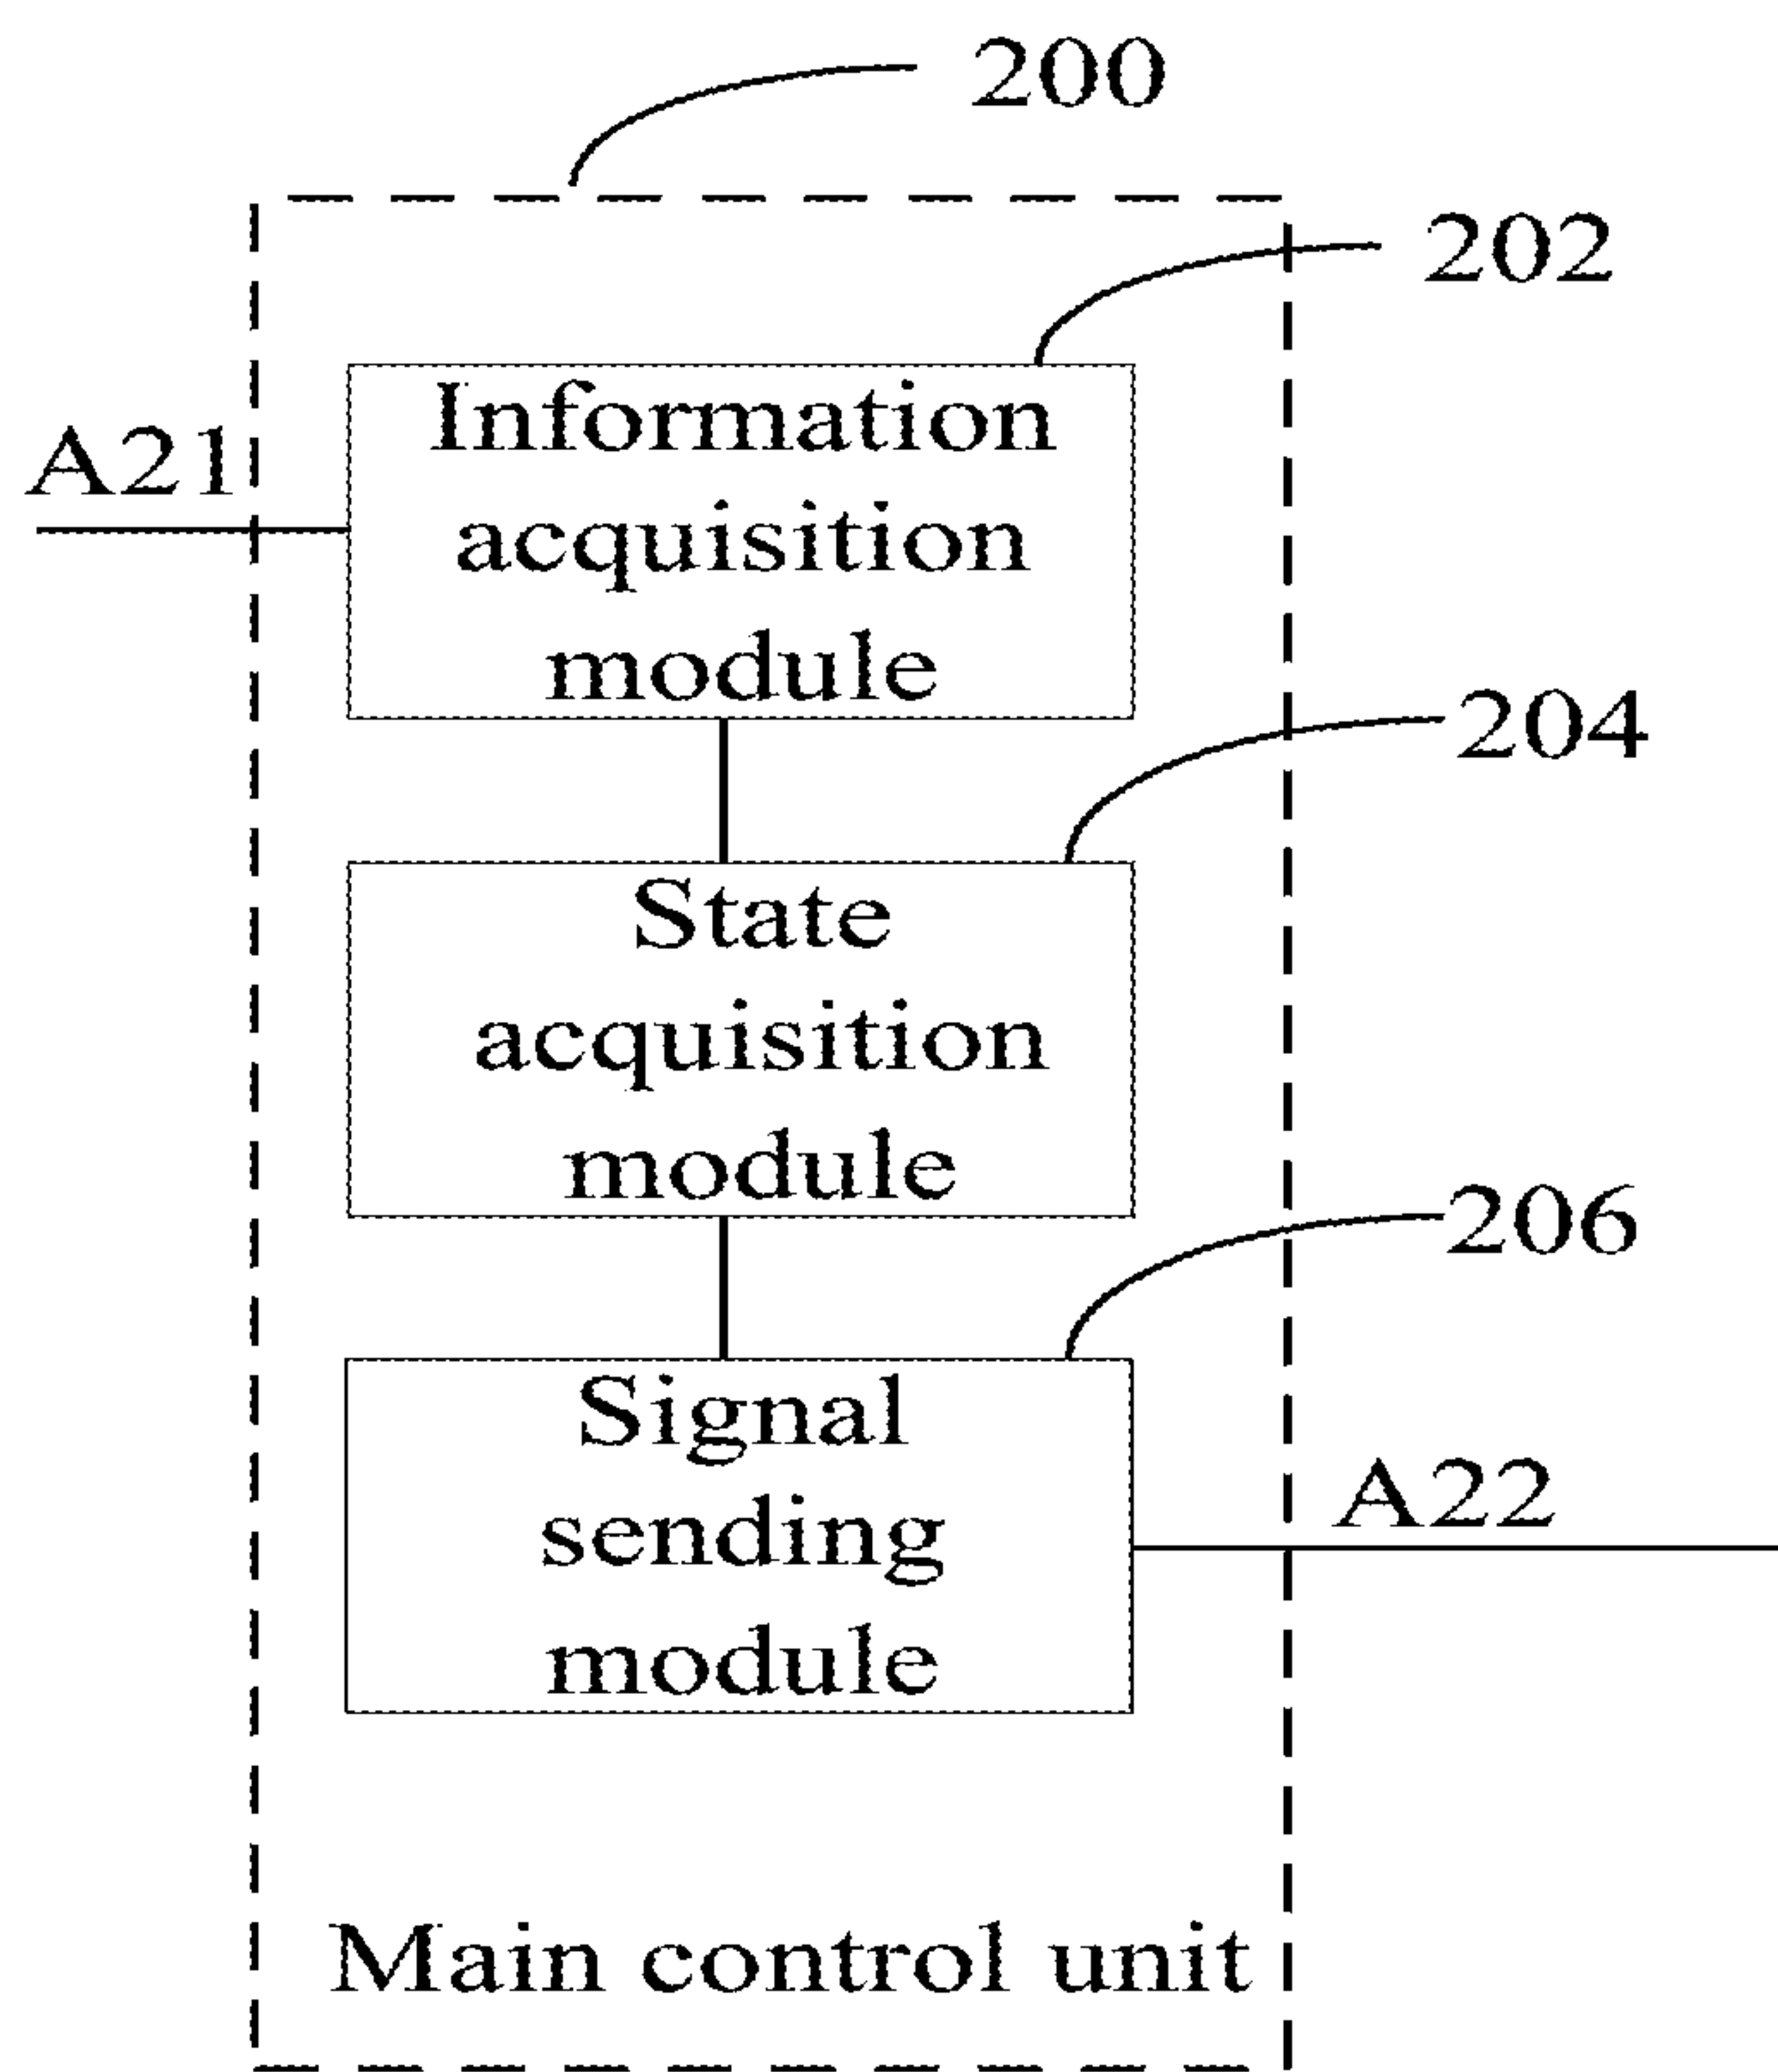 200
202
A21
Information
acquisition
module
204
State
acquisition
module
206
Signal
sending
module
A22
Main control unit